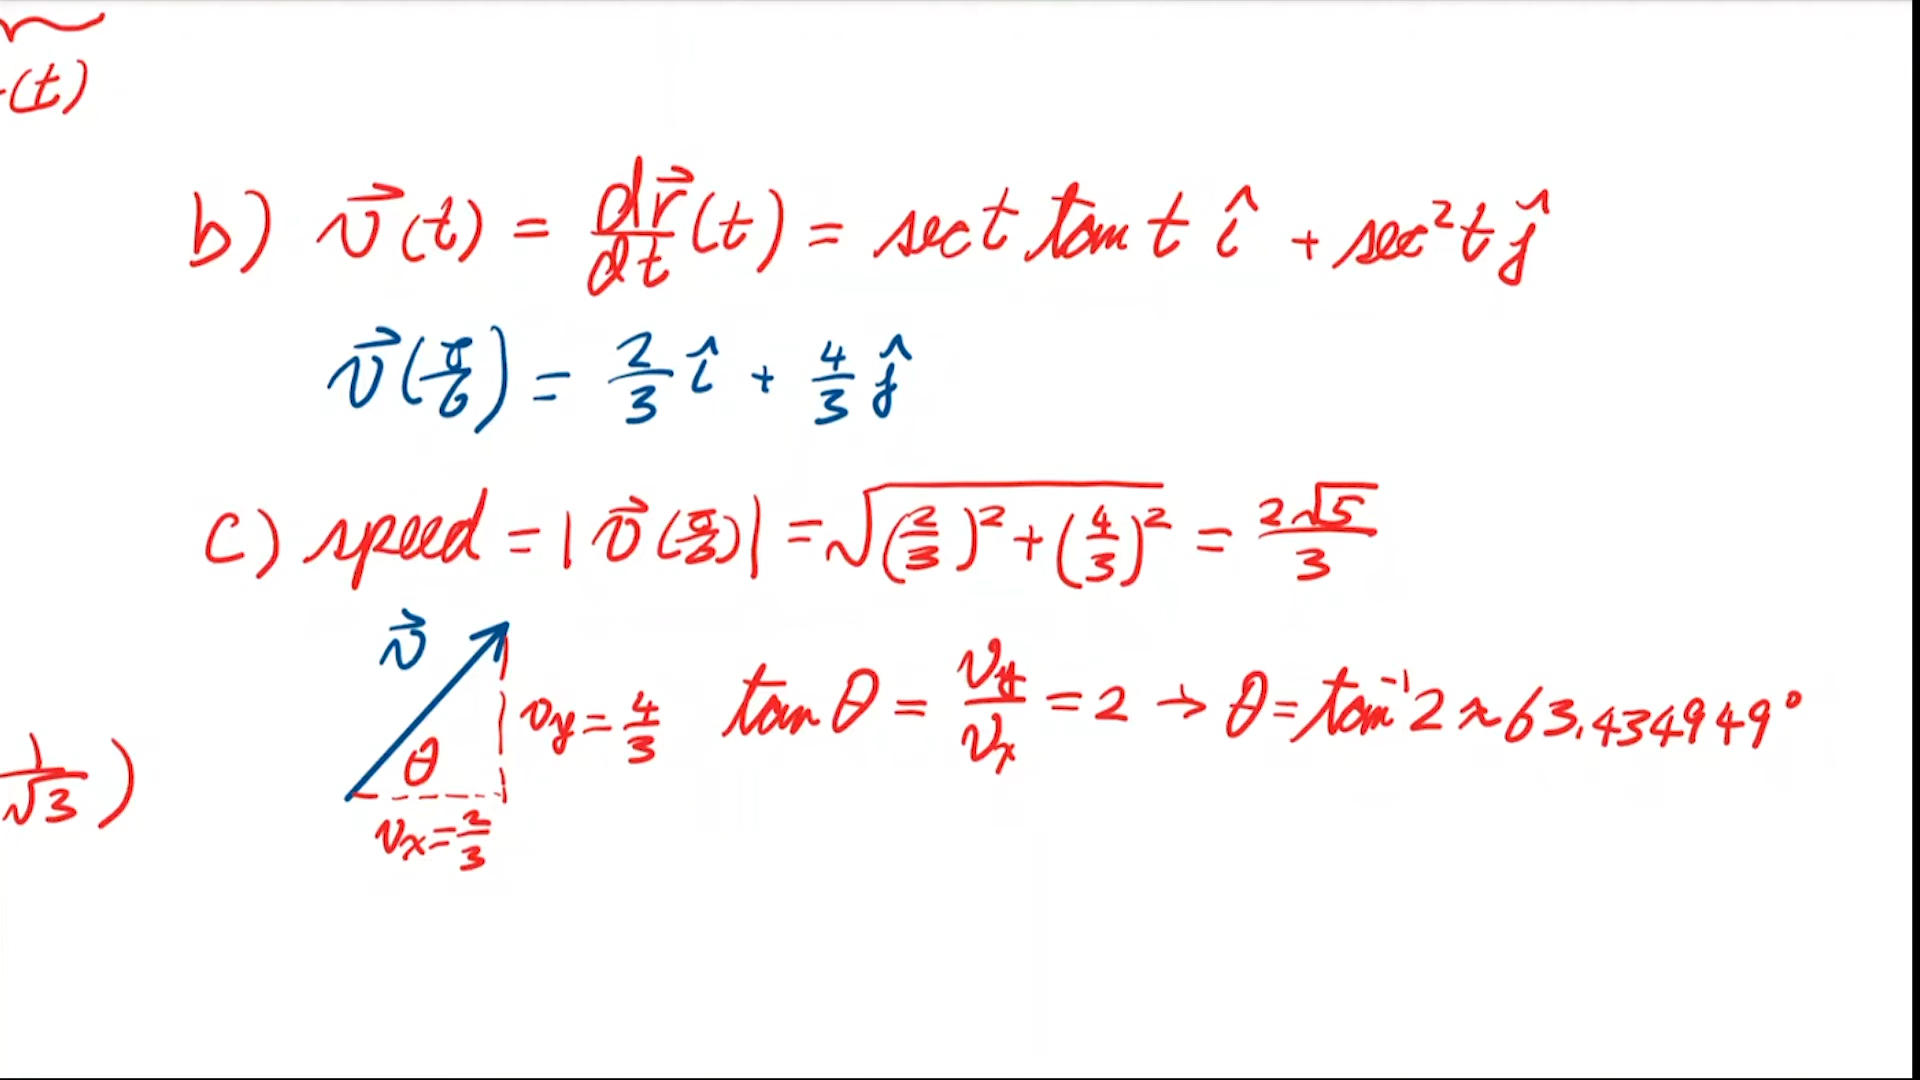 (t)
b) v⃗(t) = dr⃗/dt (t) = sec t tan t î + sec²t ĵ
v⃗(π/6) = 2/3 î + 4/3 ĵ
c) speed = |v⃗(π/6)| = √((2/3)² + (4/3)²) = 2√5/3
v⃗
vy = 4/3 tan θ = vy/vx = 2 → θ = tan⁻¹2 ≈ 63.434949°
θ
1/√3)
vx = 2/3